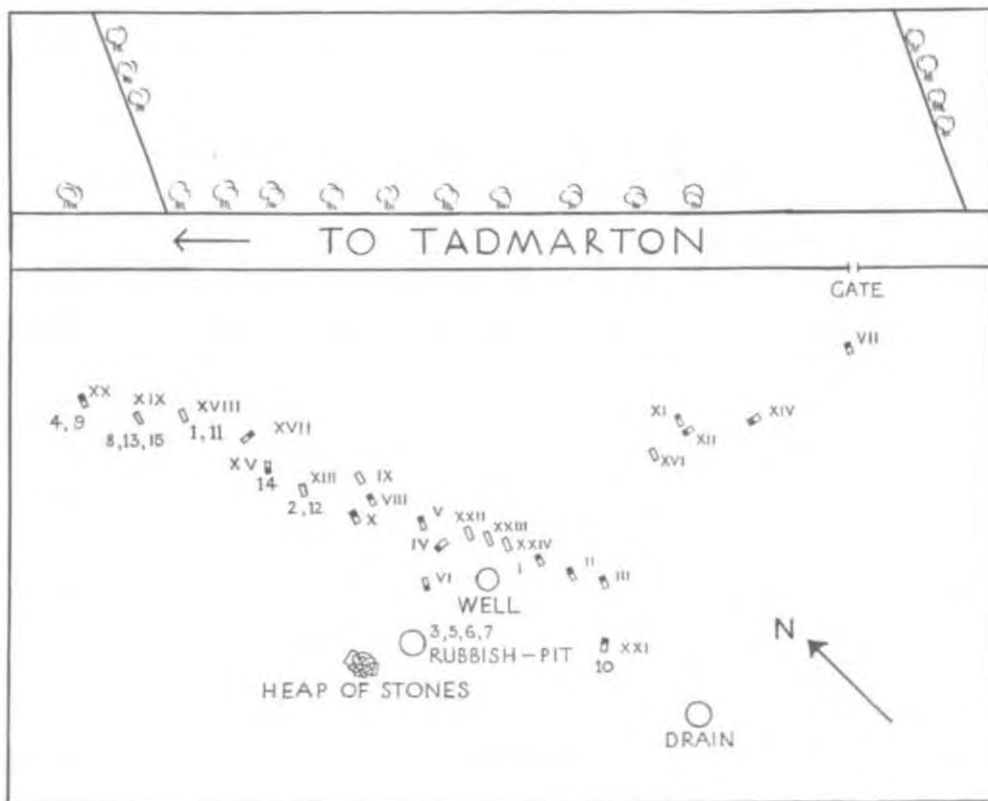 TO TADMARTON
GATE
VII
XX
XIX
XVIII
XI
XIV
4, 9
8, 13, 15
1, 11
XVII
XII
XV
XVI
14
XIII
IX
2, 12
VIII
X
V
XXII
XXIII
IV
XXIV
I
II
III
VI
WELL
3, 5, 6, 7
RUBBISH-PIT
N
XXI
10
HEAP OF STONES
DRAIN